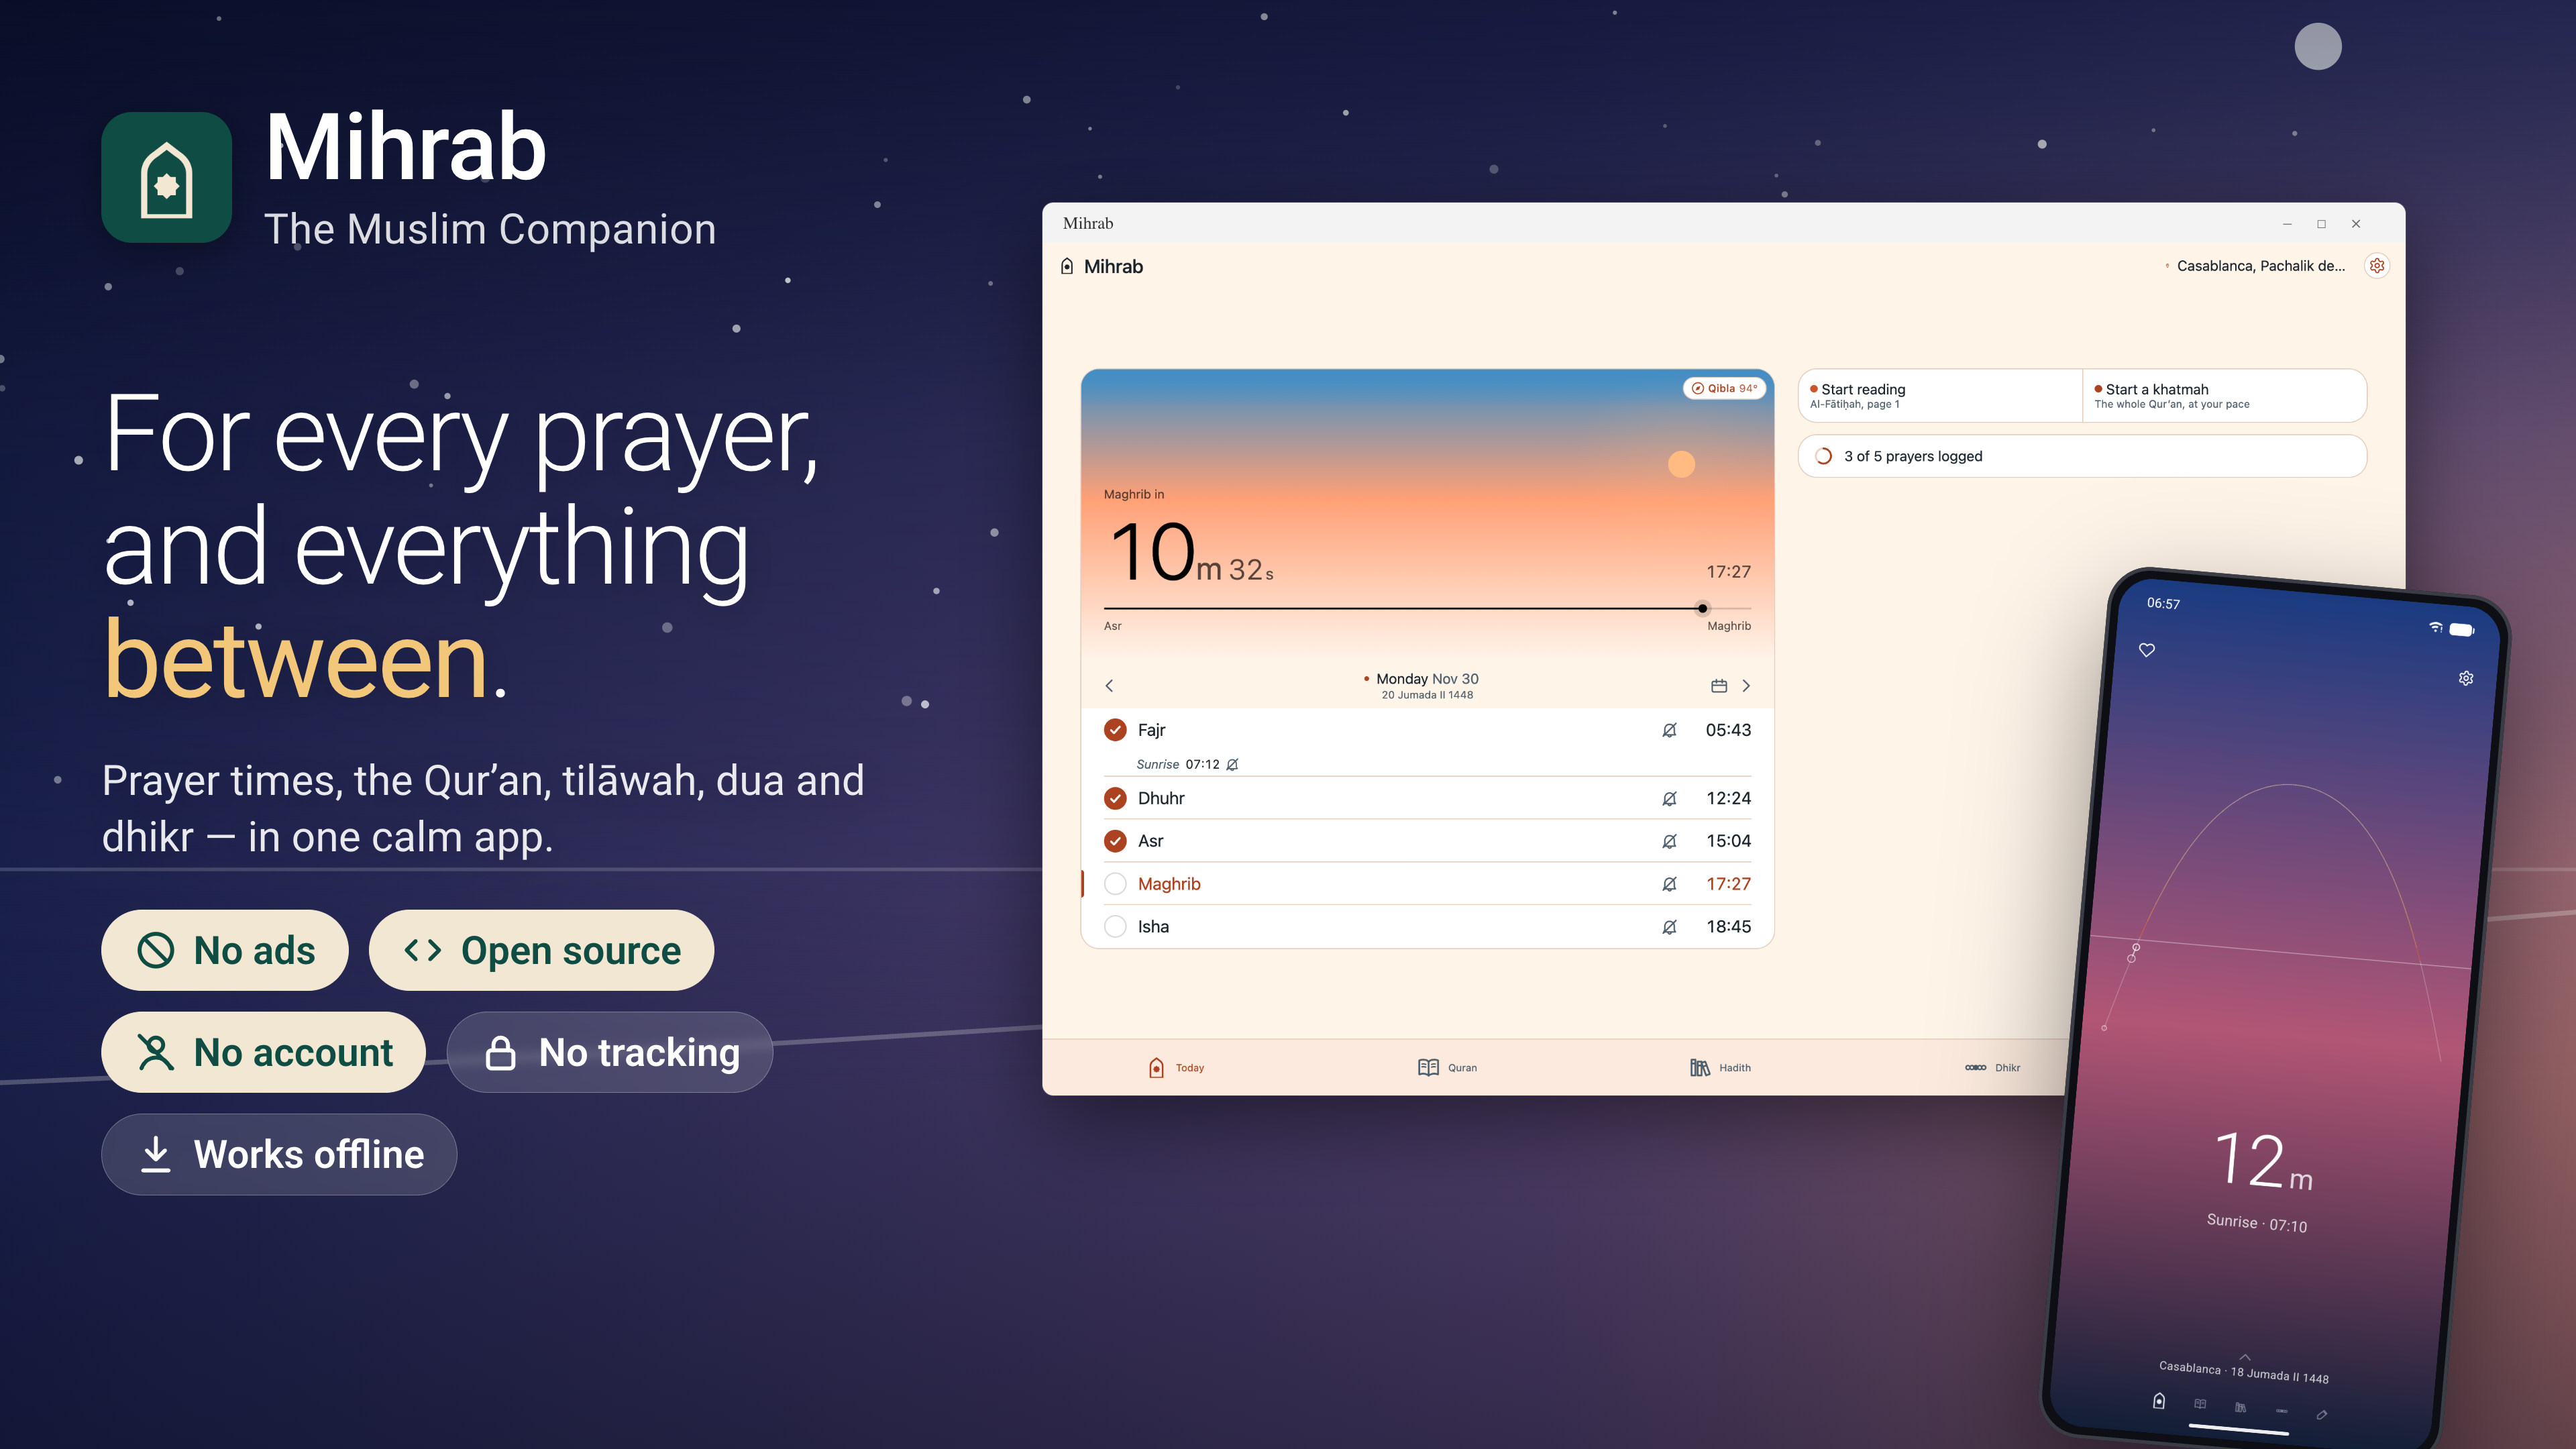 Mihrab
The Muslim Companion
For every prayer,
and everything
between.
Prayer times, the Qur’an, tilāwah, dua and
dhikr — in one calm app.
No ads
Open source
No account
No tracking
Works offline
Mihrab
Mihrab
Casablanca, Pachalik de...
Qibla 94°
Maghrib in
10m 32s
17:27
Asr
Maghrib
Monday Nov 30
20 Jumada II 1448
Fajr 05:43
Sunrise 07:12
Dhuhr 12:24
Asr 15:04
Maghrib 17:27
Isha 18:45
Start reading
Al-Fātiḥah, page 1
Start a khatmah
The whole Qur'an, at your pace
3 of 5 prayers logged
Today
Quran
Hadith
Dhikr
06:57
12m
Sunrise · 07:10
Casablanca · 18 Jumada II 1448